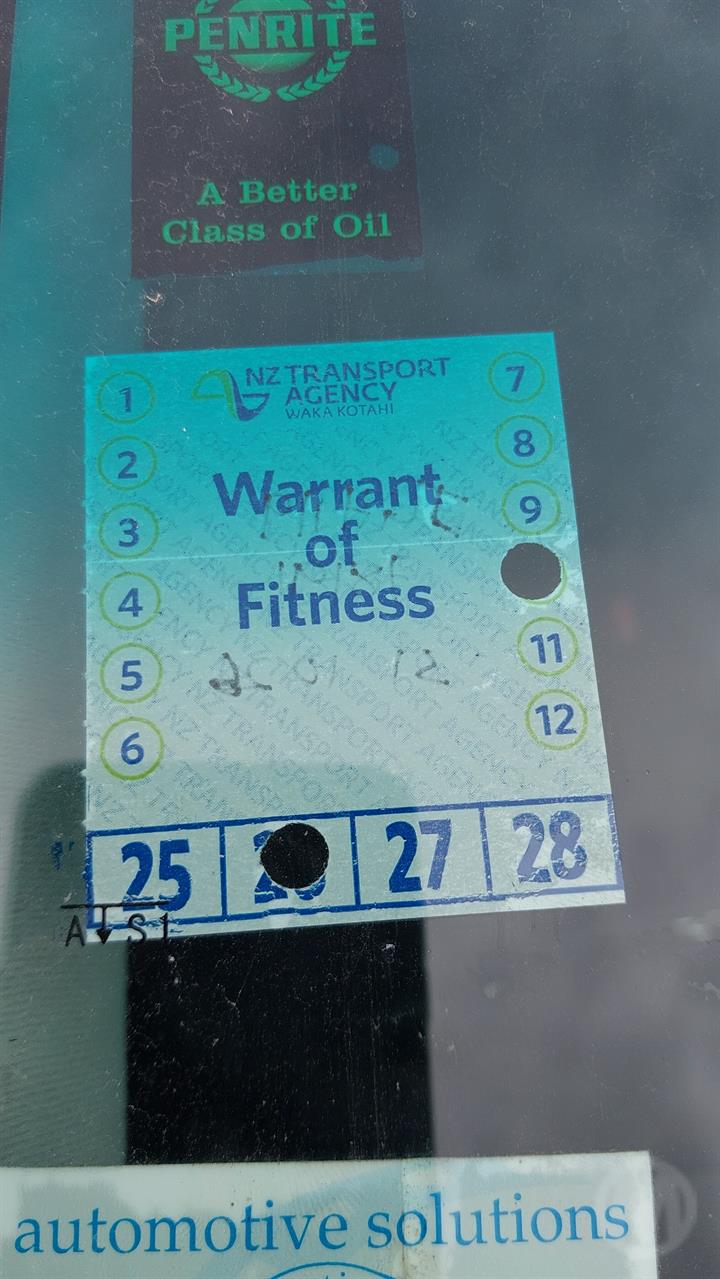 PENRITE
A Better
Class of Oil
NZ TRANSPORT
AGENCY
WAKA KOTAHI
1
2
3
4
5
6
7
8
9
11
12
Warrant
of
Fitness
25
27
28
A S1
automotive solutions